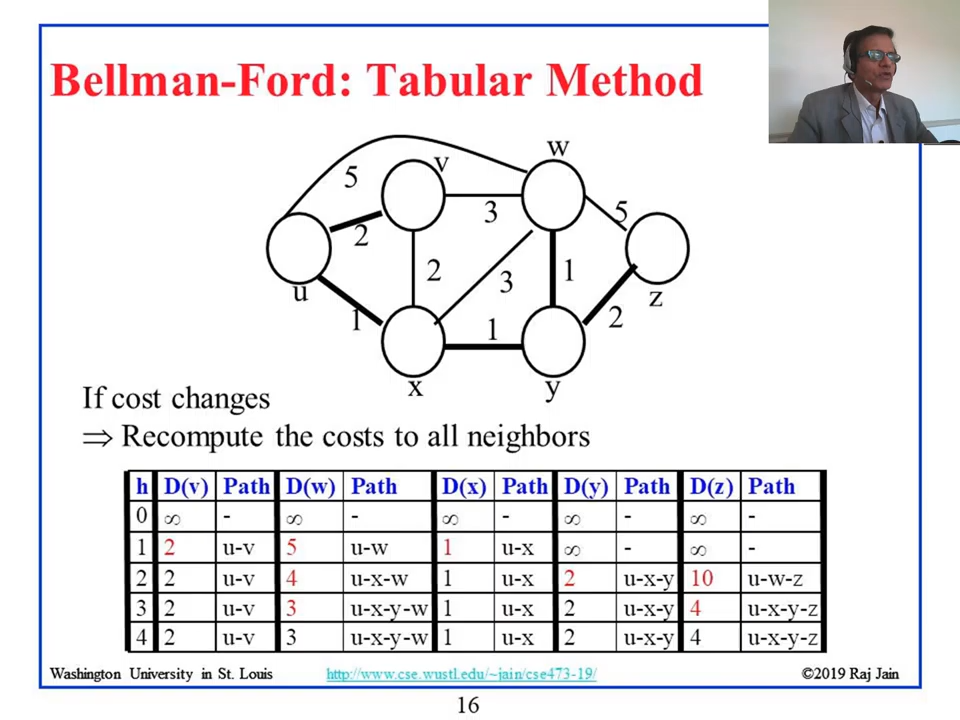 Bellman-Ford: Tabular Method
w
v
5
3
5
2
2
3
1
u
z
1
1
2
x
y
If cost changes
⇒ Recompute the costs to all neighbors
h D(v) Path D(w) Path D(x) Path D(y) Path D(z) Path
0 ∞ - ∞ - ∞ - ∞ - ∞ -
1 2 u-v 5 u-w 1 u-x ∞ - ∞ -
2 2 u-v 4 u-x-w 1 u-x 2 u-x-y 10 u-w-z
3 2 u-v 3 u-x-y-w 1 u-x 2 u-x-y 4 u-x-y-z
4 2 u-v 3 u-x-y-w 1 u-x 2 u-x-y 4 u-x-y-z
Washington University in St. Louis http://www.cse.wustl.edu/~jain/cse473-19/ ©2019 Raj Jain
16